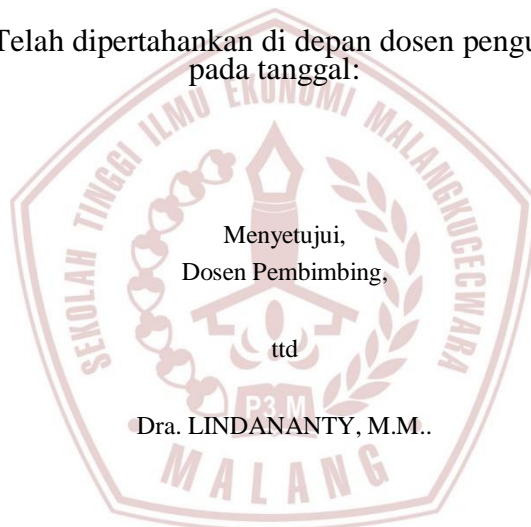 Telah dipertahankan di depan dosen pengu
pada tanggal:
SEKOLAH TINGGI ILMU EKONOMI MALANGKUCECWARA
Menyetujui,
Dosen Pembimbing,
ttd
P3M
Dra. LINDANANTY, M.M..
MALANG